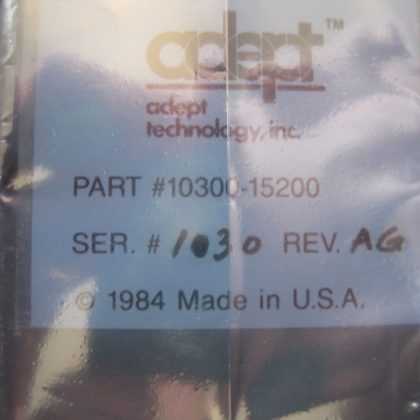 adept™
adept
technology, inc.
PART #10300-15200
SER. # 1030 REV. AG
© 1984 Made in U.S.A.